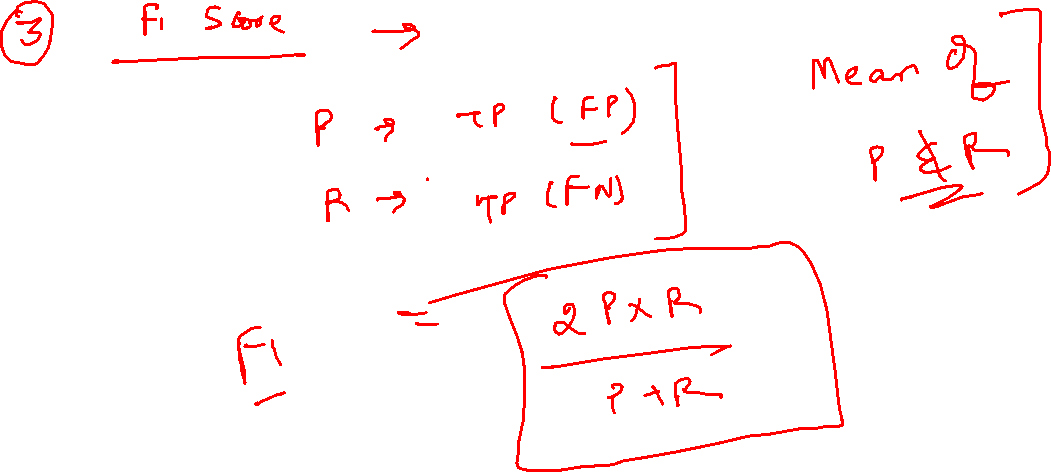 3 F1 Score →
Mean of
P & R
P → TP (FP)
R → TP (FN)
F1 = 2 P x R
P + R